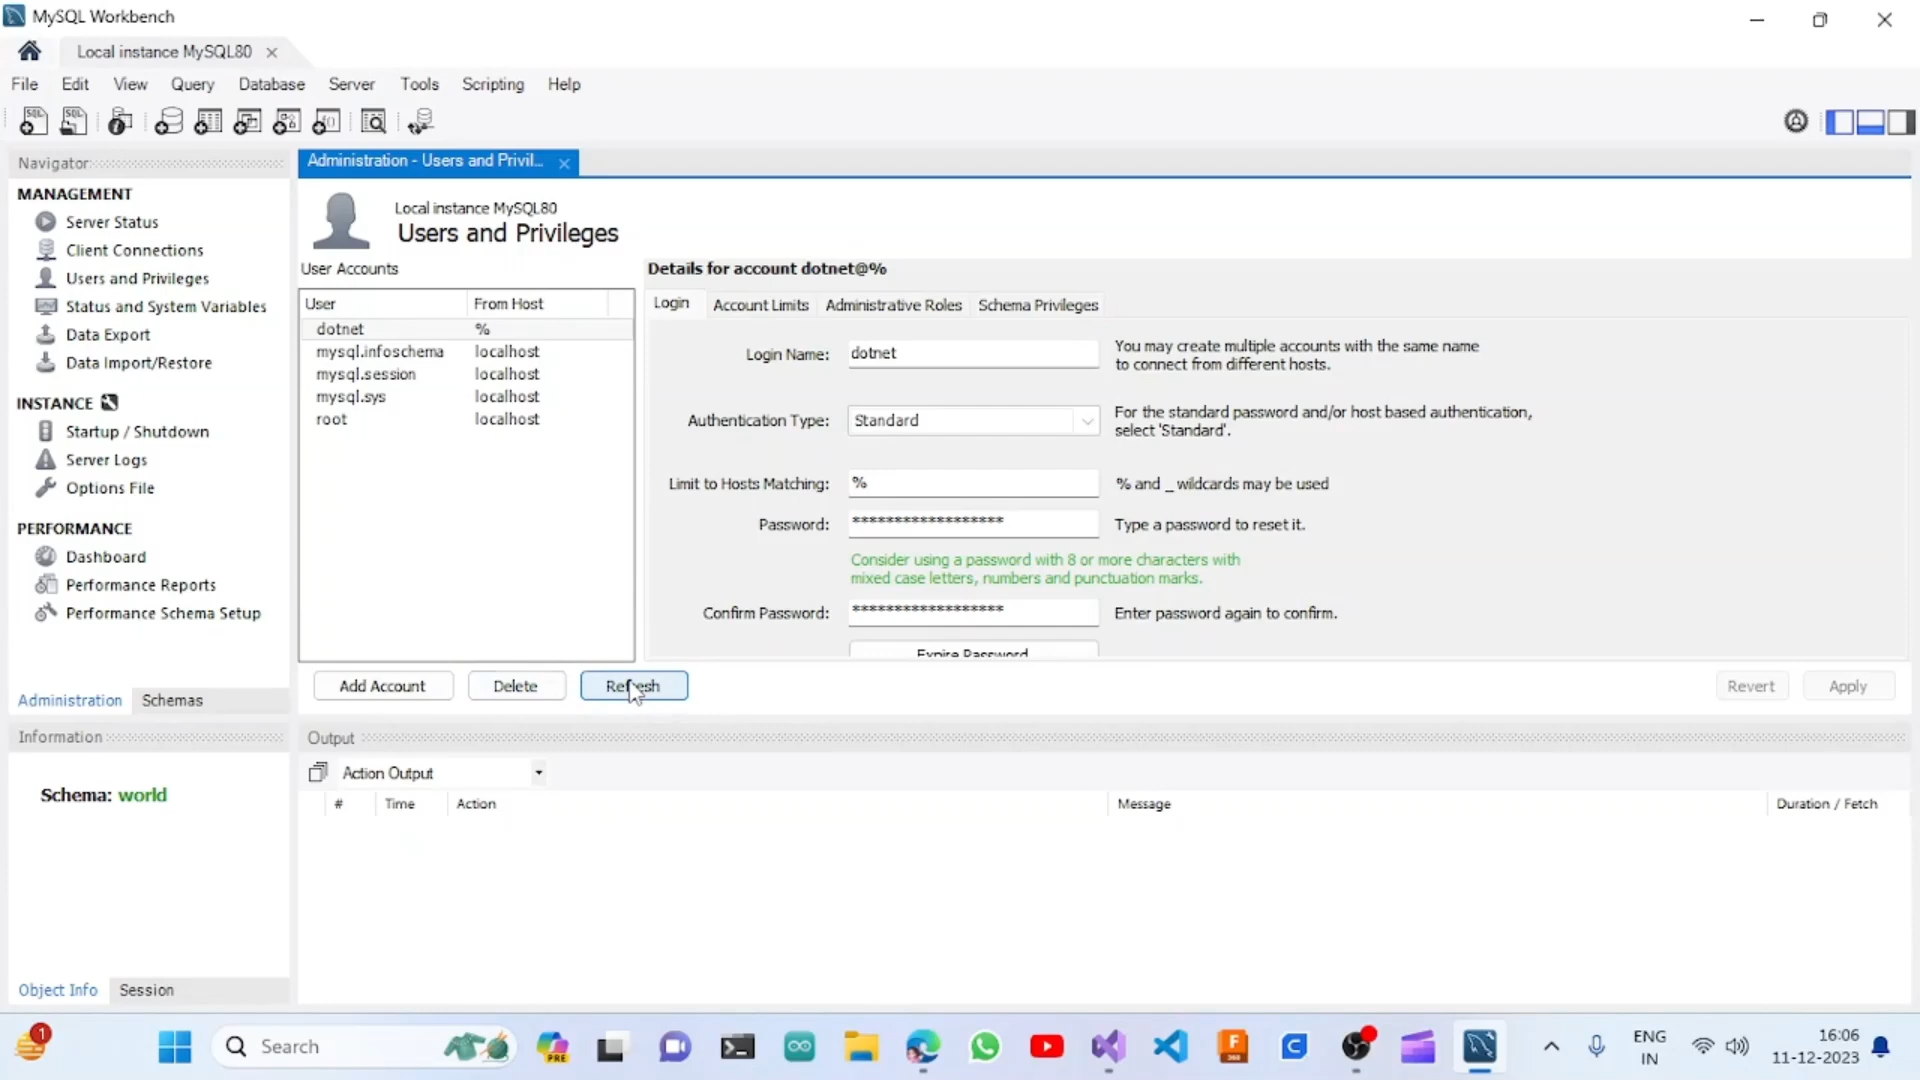 MySQL Workbench
Local instance MySQL80
File Edit View Query Database Server Tools Scripting Help
Navigator
MANAGEMENT
Server Status
Client Connections
Users and Privileges
Status and System Variables
Data Export
Data Import/Restore
INSTANCE
Startup / Shutdown
Server Logs
Options File
PERFORMANCE
Dashboard
Performance Reports
Performance Schema Setup
Administration Schemas
Information
Schema: world
Object Info Session
Administration - Users and Privil...
Local instance MySQL80
Users and Privileges
User Accounts
User From Host
dotnet %
mysql.infoschema localhost
mysql.session localhost
mysql.sys localhost
root localhost
Add Account Delete Refresh
Details for account dotnet@%
Login Account Limits Administrative Roles Schema Privileges
Login Name: dotnet
You may create multiple accounts with the same name
to connect from different hosts.
Authentication Type: Standard
For the standard password and/or host based authentication,
select 'Standard'.
Limit to Hosts Matching: % % and _ wildcards may be used
Password: ****************** Type a password to reset it.
Consider using a password with 8 or more characters with
mixed case letters, numbers and punctuation marks.
Confirm Password: ****************** Enter password again to confirm.
Expire Password
Revert Apply
Output
Action Output
# Time Action Message Duration / Fetch
1
Search
PRE
ENG
IN
16:06
11-12-2023